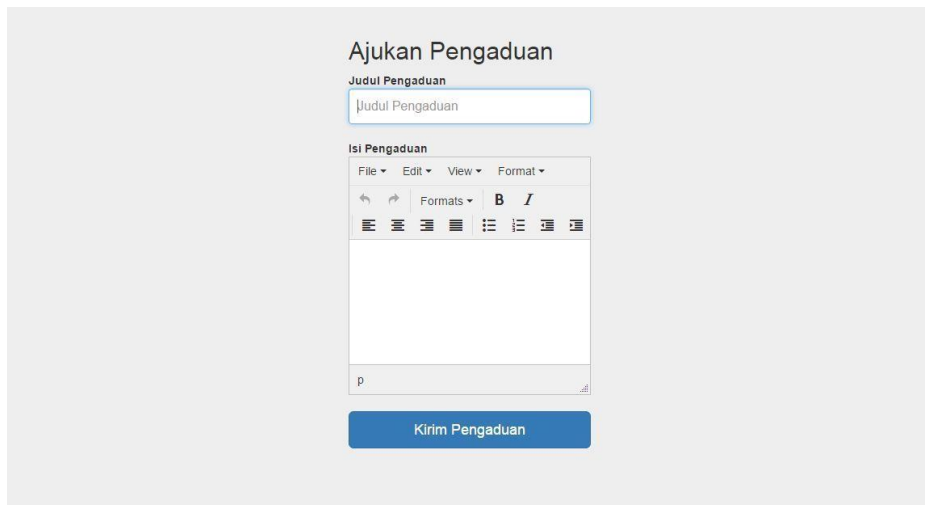 Ajukan Pengaduan
Judul Pengaduan
Judul Pengaduan
Isi Pengaduan
File Edit View Format
Formats B I
p
Kirim Pengaduan